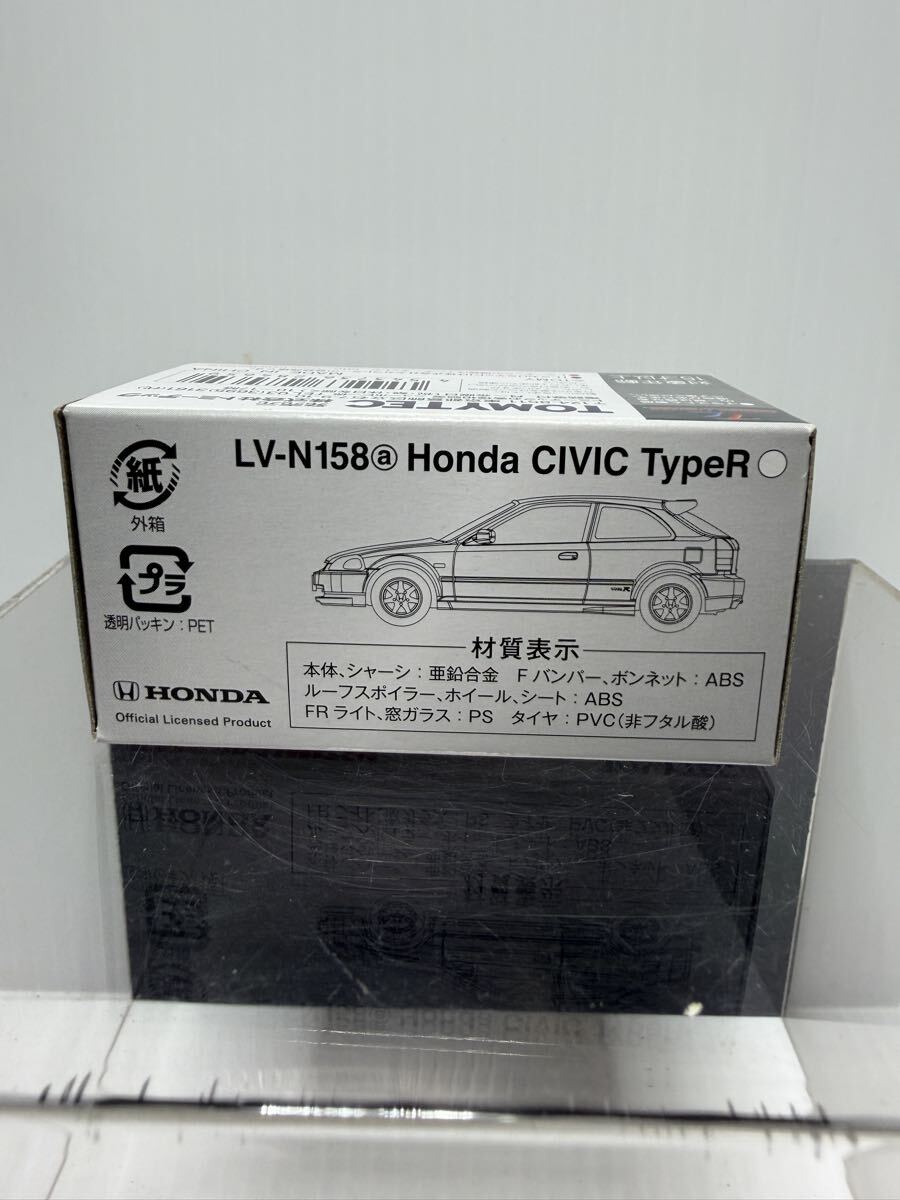 TOMYTEC
LV-N158ⓐ Honda CIVIC TypeR
紙
外箱
プラ
透明パッキン：PET
TYPE R
材質表示
本体、シャーシ：亜鉛合金　Fバンパー、ボンネット：ABS
ルーフスポイラー、ホイール、シート：ABS
FRライト、窓ガラス：PS　タイヤ：PVC(非フタル酸)
HONDA
Official Licensed Product